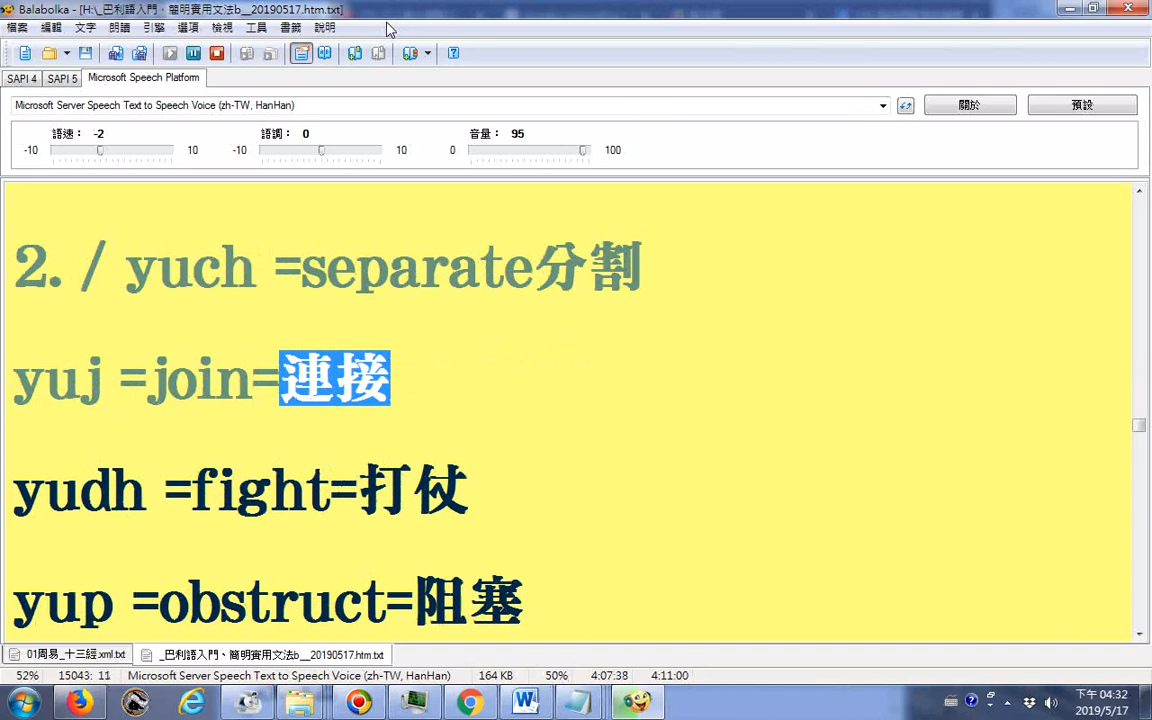 Balabolka - [H:\_巴利語入門、簡明實用文法b__20190517.htm.txt]
檔案 編輯 文字 朗讀 引擎 選項 檢視 工具 書籤 說明
SAPI 4 SAPI 5 Microsoft Speech Platform
Microsoft Server Speech Text to Speech Voice (zh-TW, HanHan) 關於 預設
語速： -2 語調： 0 音量： 95
-10 10 -10 10 0 100
2. / yuch =separate分割
yuj =join=連接
yudh =fight=打仗
yup =obstruct=阻塞
01周易_十三經.xml.txt _巴利語入門、簡明實用文法b__20190517.htm.txt
52% 15043: 11 Microsoft Server Speech Text to Speech Voice (zh-TW, HanHan) 164 KB 50% 4:07:38 4:11:00
下午 04:32
2019/5/17